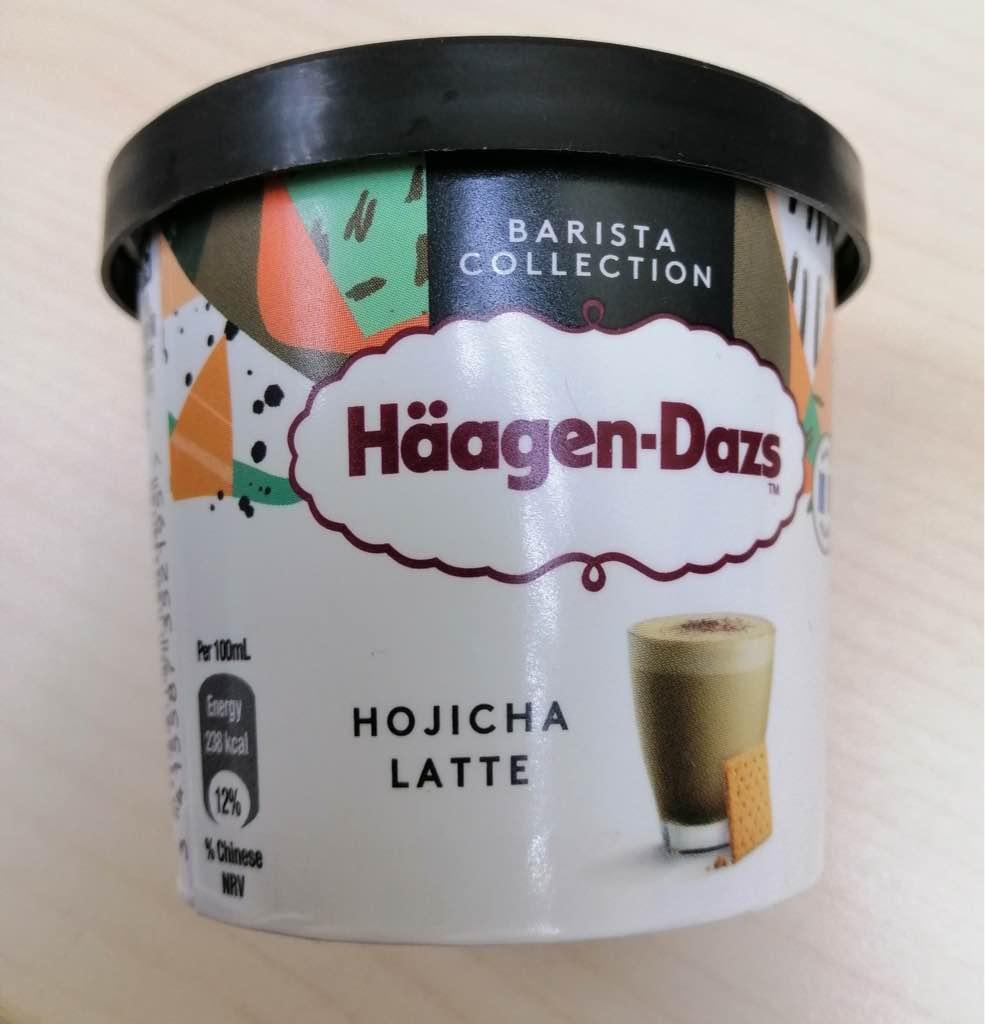 BARISTA
COLLECTION
Häagen-Dazs
TM
HOJICHA
LATTE
Per 100mL
Energy
238 kcal
12%
% Chinese
NRV